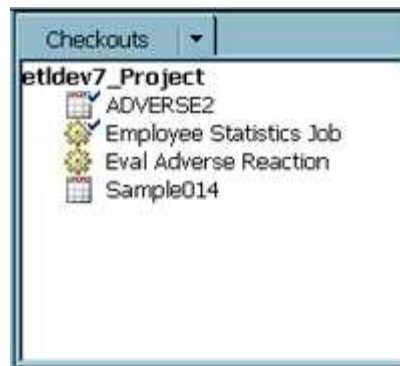 Checkouts
etldev7_Project
ADVERSE2
Employee Statistics Job
Eval Adverse Reaction
Sample014